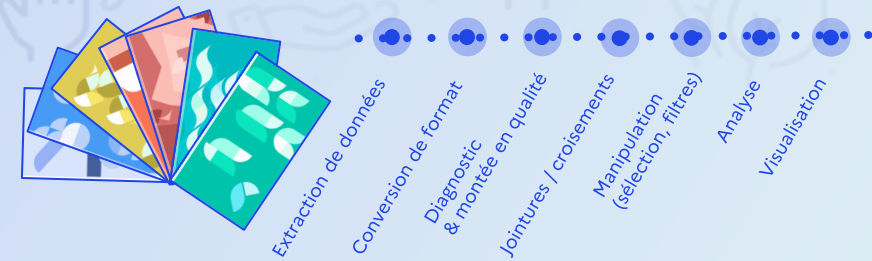 Extraction de données
Conversion de format
Diagnostic
& montée en qualité
Jointures / croisements
Manipulation
(sélection, filtres)
Analyse
Visualisation